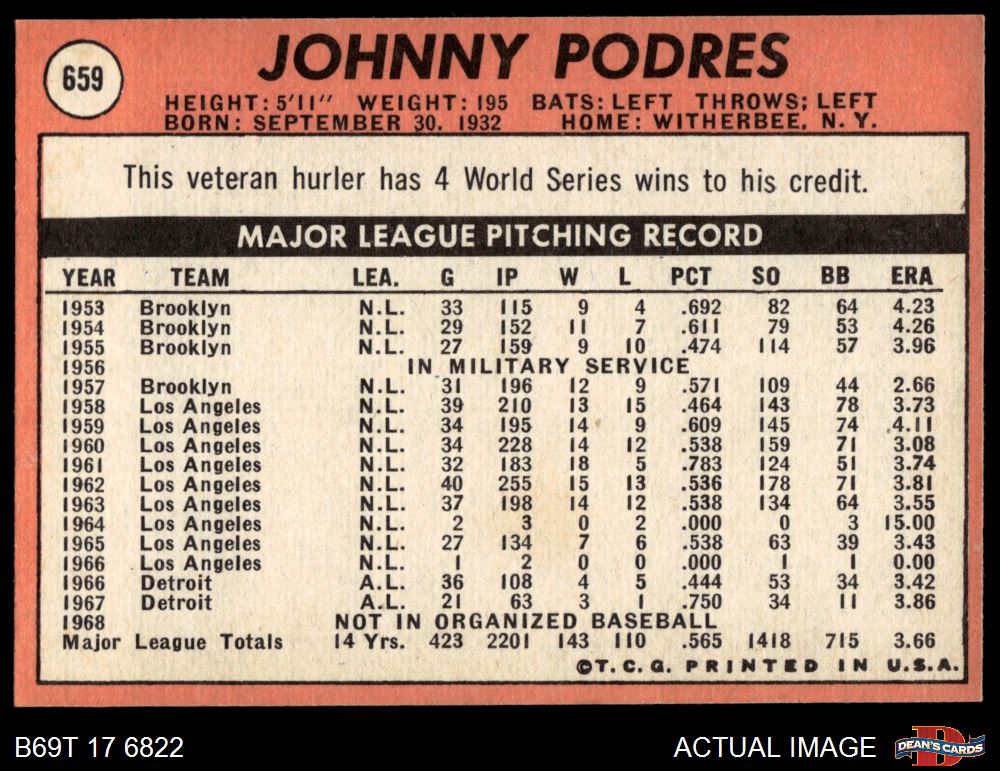 659
JOHNNY PODRES
HEIGHT: 5'11" WEIGHT: 195 BATS: LEFT THROWS; LEFT
BORN: SEPTEMBER 30, 1932 HOME: WITHERBEE, N. Y.
This veteran hurler has 4 World Series wins to his credit.
MAJOR LEAGUE PITCHING RECORD
YEAR TEAM LEA. G IP W L PCT SO BB ERA
1953 Brooklyn N.L. 33 115 9 4 .692 82 64 4.23
1954 Brooklyn N.L. 29 152 11 7 .611 79 53 4.26
1955 Brooklyn N.L. 27 159 9 10 .474 114 57 3.96
1956 IN MILITARY SERVICE
1957 Brooklyn N.L. 31 196 12 9 .571 109 44 2.66
1958 Los Angeles N.L. 39 210 13 15 .464 143 78 3.73
1959 Los Angeles N.L. 34 195 14 9 .609 145 74 4.11
1960 Los Angeles N.L. 34 228 14 12 .538 159 71 3.08
1961 Los Angeles N.L. 32 183 18 5 .783 124 51 3.74
1962 Los Angeles N.L. 40 255 15 13 .536 178 71 3.81
1963 Los Angeles N.L. 37 198 14 12 .538 134 64 3.55
1964 Los Angeles N.L. 2 3 0 2 .000 0 3 15.00
1965 Los Angeles N.L. 27 134 7 6 .538 63 39 3.43
1966 Los Angeles N.L. 1 2 0 0 .000 1 1 0.00
1966 Detroit A.L. 36 108 4 5 .444 53 34 3.42
1967 Detroit A.L. 21 63 3 1 .750 34 11 3.86
1968 NOT IN ORGANIZED BASEBALL
Major League Totals 14 Yrs. 423 2201 143 110 .565 1418 715 3.66
©T.C.G. PRINTED IN U.S.A.
B69T 17 6822 ACTUAL IMAGE D DEAN'S CARDS